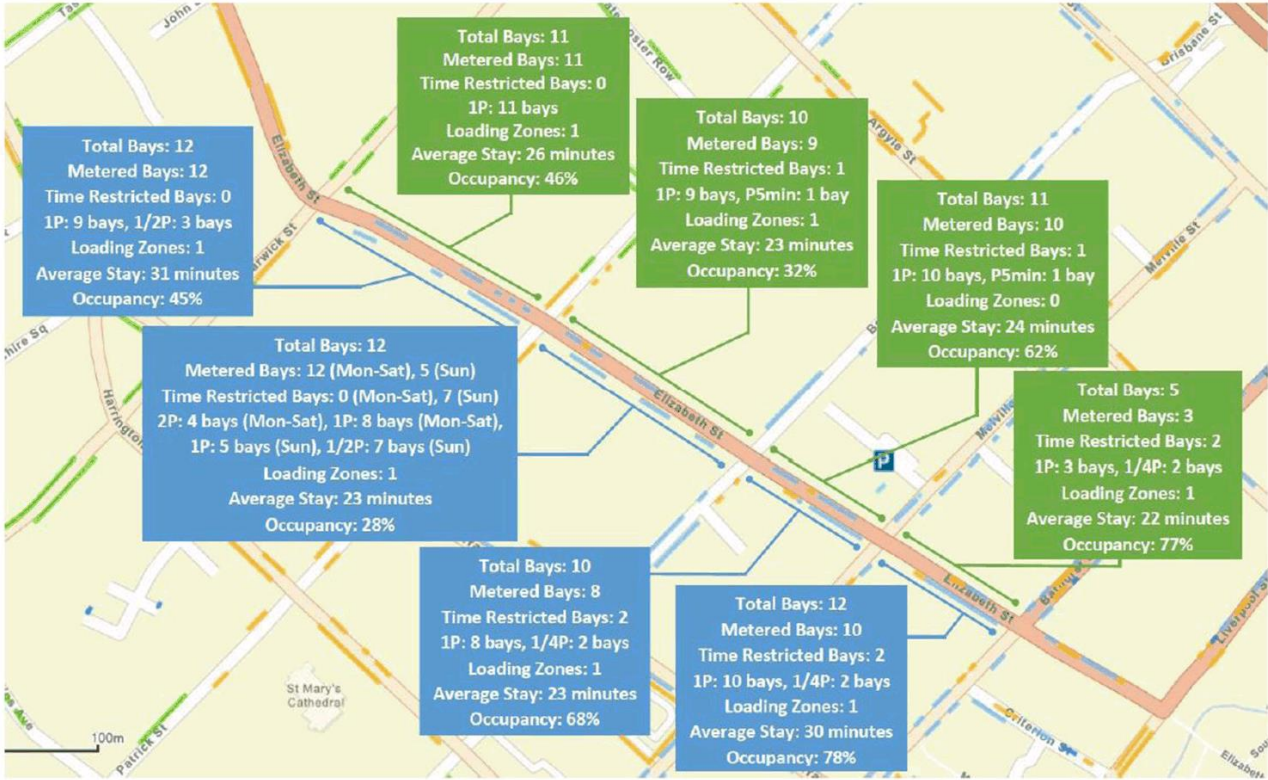 Tas
John S
ster Row
Brisbane St
Argyle St
Elizabeth St
Total Bays: 11
Metered Bays: 11
Time Restricted Bays: 0
1P: 11 bays
Loading Zones: 1
Average Stay: 26 minutes
Occupancy: 46%
Total Bays: 10
Metered Bays: 9
Time Restricted Bays: 1
1P: 9 bays, P5min: 1 bay
Loading Zones: 1
Average Stay: 23 minutes
Occupancy: 32%
Total Bays: 12
Metered Bays: 12
Time Restricted Bays: 0
1P: 9 bays, 1/2P: 3 bays
Loading Zones: 1
Average Stay: 31 minutes
Occupancy: 45%
Total Bays: 11
Metered Bays: 10
Time Restricted Bays: 1
1P: 10 bays, P5min: 1 bay
Loading Zones: 0
Average Stay: 24 minutes
Occupancy: 62%
arwick St
Melville St
hire Sq
Harrington
Total Bays: 12
Metered Bays: 12 (Mon-Sat), 5 (Sun)
Time Restricted Bays: 0 (Mon-Sat), 7 (Sun)
2P: 4 bays (Mon-Sat), 1P: 8 bays (Mon-Sat),
1P: 5 bays (Sun), 1/2P: 7 bays (Sun)
Loading Zones: 1
Average Stay: 23 minutes
Occupancy: 28%
Elizabeth St
Melville
P
Total Bays: 5
Metered Bays: 3
Time Restricted Bays: 2
1P: 3 bays, 1/4P: 2 bays
Loading Zones: 1
Average Stay: 22 minutes
Occupancy: 77%
Total Bays: 10
Metered Bays: 8
Time Restricted Bays: 2
1P: 8 bays, 1/4P: 2 bays
Loading Zones: 1
Average Stay: 23 minutes
Occupancy: 68%
Total Bays: 12
Metered Bays: 10
Time Restricted Bays: 2
1P: 10 bays, 1/4P: 2 bays
Loading Zones: 1
Average Stay: 30 minutes
Occupancy: 78%
Elizabeth St
Liverpool St
St Mary's
Cathedral
Ave
100m
Patrick St
Criterion St
Elizabeth